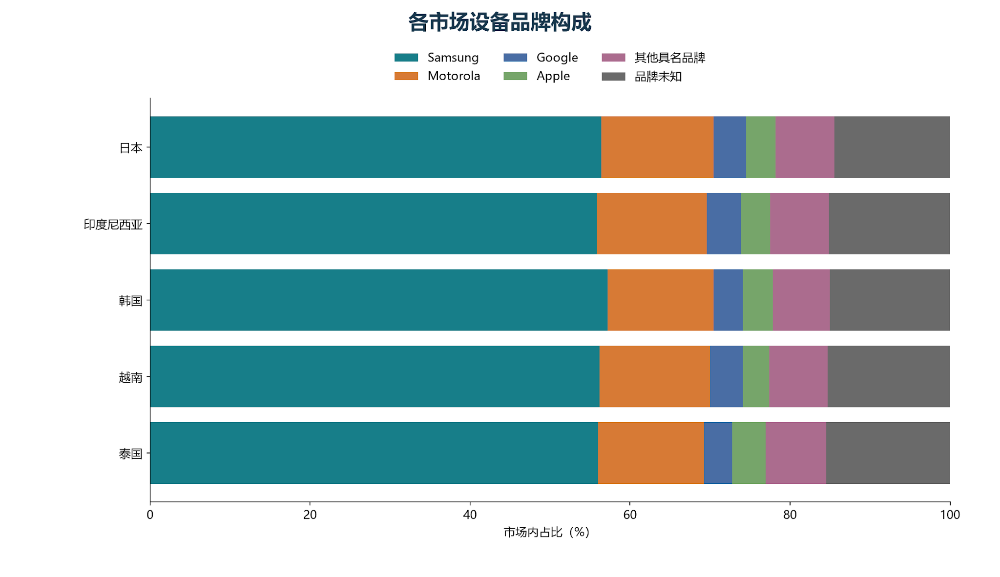 各市场设备品牌构成
Samsung
Motorola
Google
Apple
其他具名品牌
品牌未知
日本
印度尼西亚
韩国
越南
泰国
0 20 40 60 80 100
市场内占比（%）